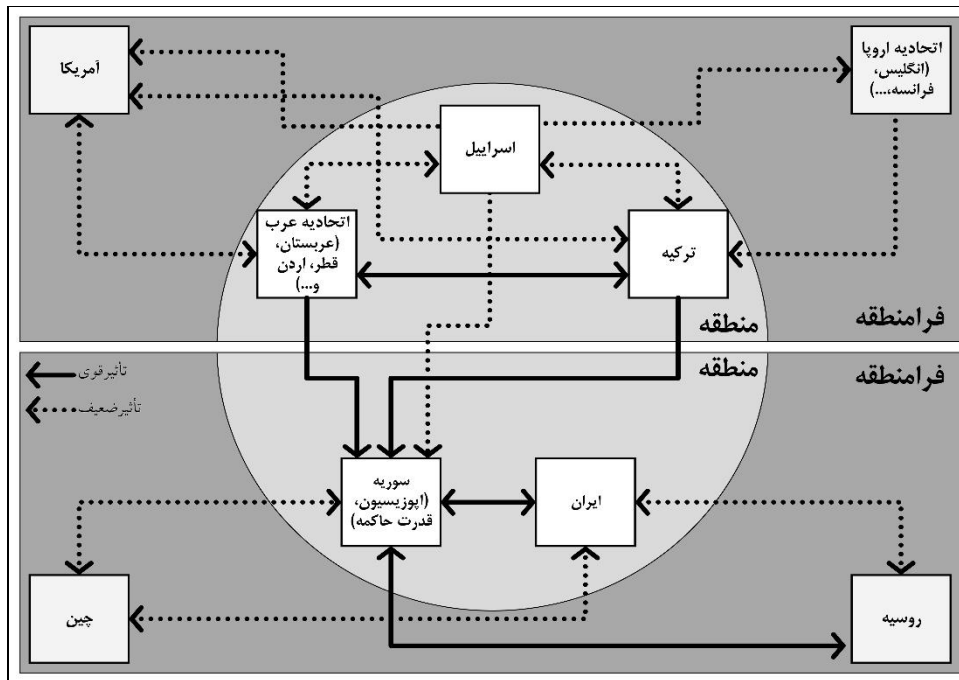 آمریکا
اتحادیه اروپا
(انگلیس،
فرانسه،...)
اسراییل
اتحادیه عرب
(عربستان،
قطر، اردن
و...)
ترکیه
منطقه
فرامنطقه
منطقه
فرامنطقه
تأثیرقوی
تأثیرضعیف
سوریه
(اپوزیسیون،
قدرت حاکمه)
ایران
چین
روسیه